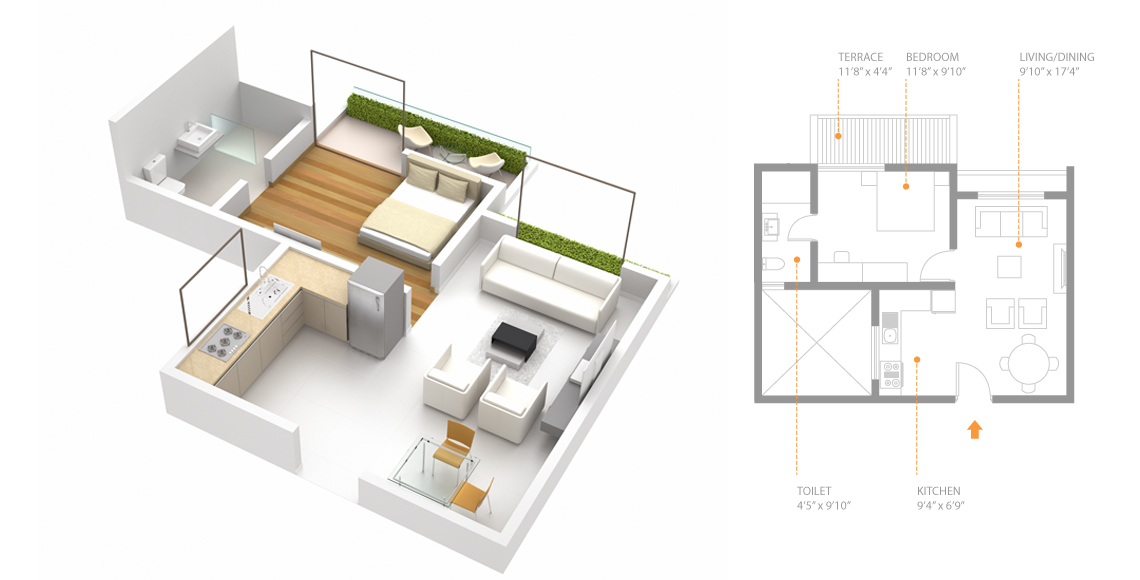 TERRACE
11’8” x 4’4”
BEDROOM
11’8” x 9’10”
LIVING/DINING
9’10” x 17’4”
TOILET
4’5” x 9’10”
KITCHEN
9’4” x 6’9”